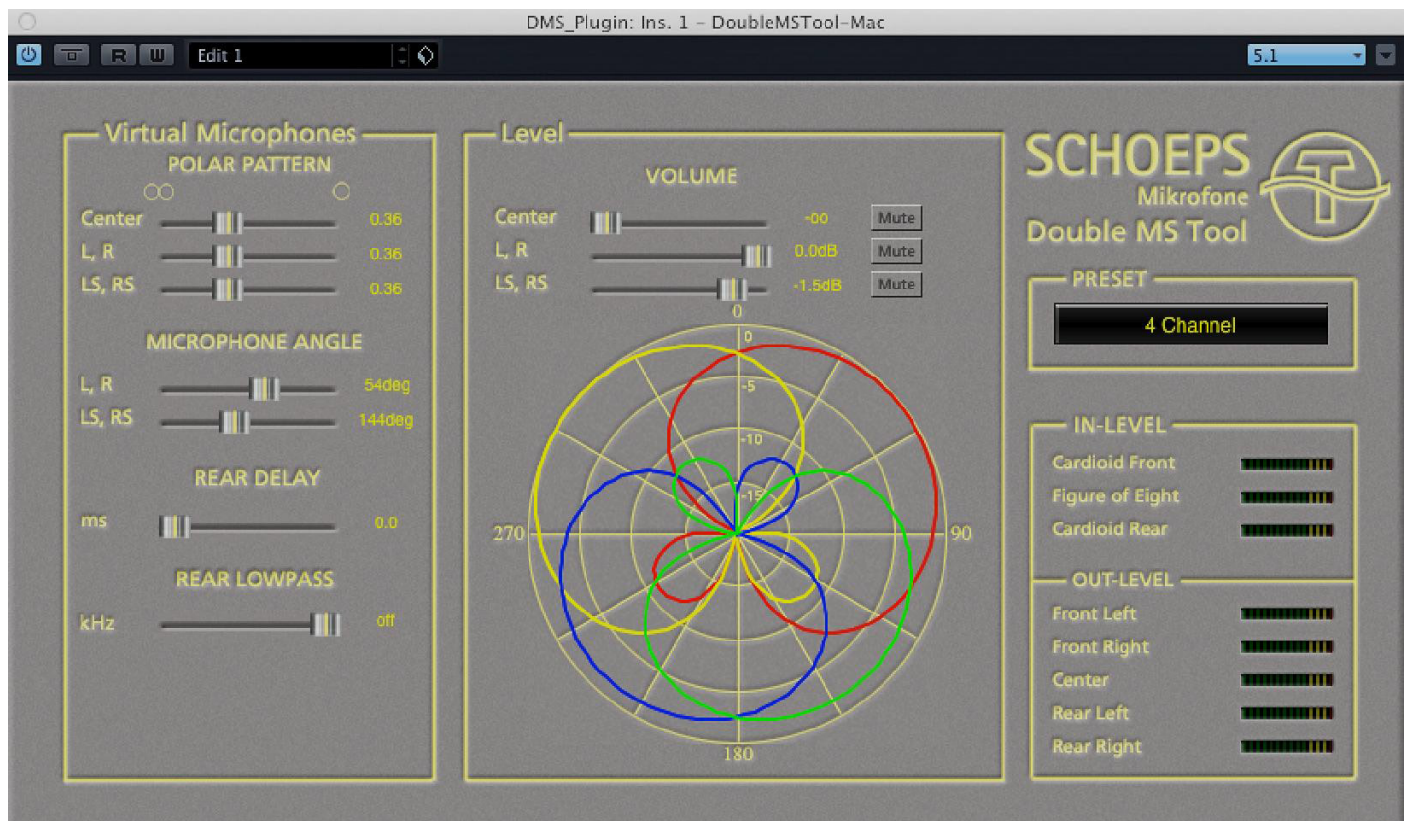 DMS_Plugin: Ins. 1 – DoubleMSTool-Mac
R W Edit 1 5.1
Virtual Microphones
POLAR PATTERN
Center 0.36
L, R 0.36
LS, RS 0.36
MICROPHONE ANGLE
L, R 54deg
LS, RS 144deg
REAR DELAY
ms 0.0
REAR LOWPASS
kHz off
Level
VOLUME
Center -oo Mute
L, R 0.0dB Mute
LS, RS -1.5dB Mute
0
0
-5
-10
-15
270 90
180
SCHOEPS
Mikrofone
Double MS Tool
PRESET
4 Channel
IN-LEVEL
Cardioid Front
Figure of Eight
Cardioid Rear
OUT-LEVEL
Front Left
Front Right
Center
Rear Left
Rear Right